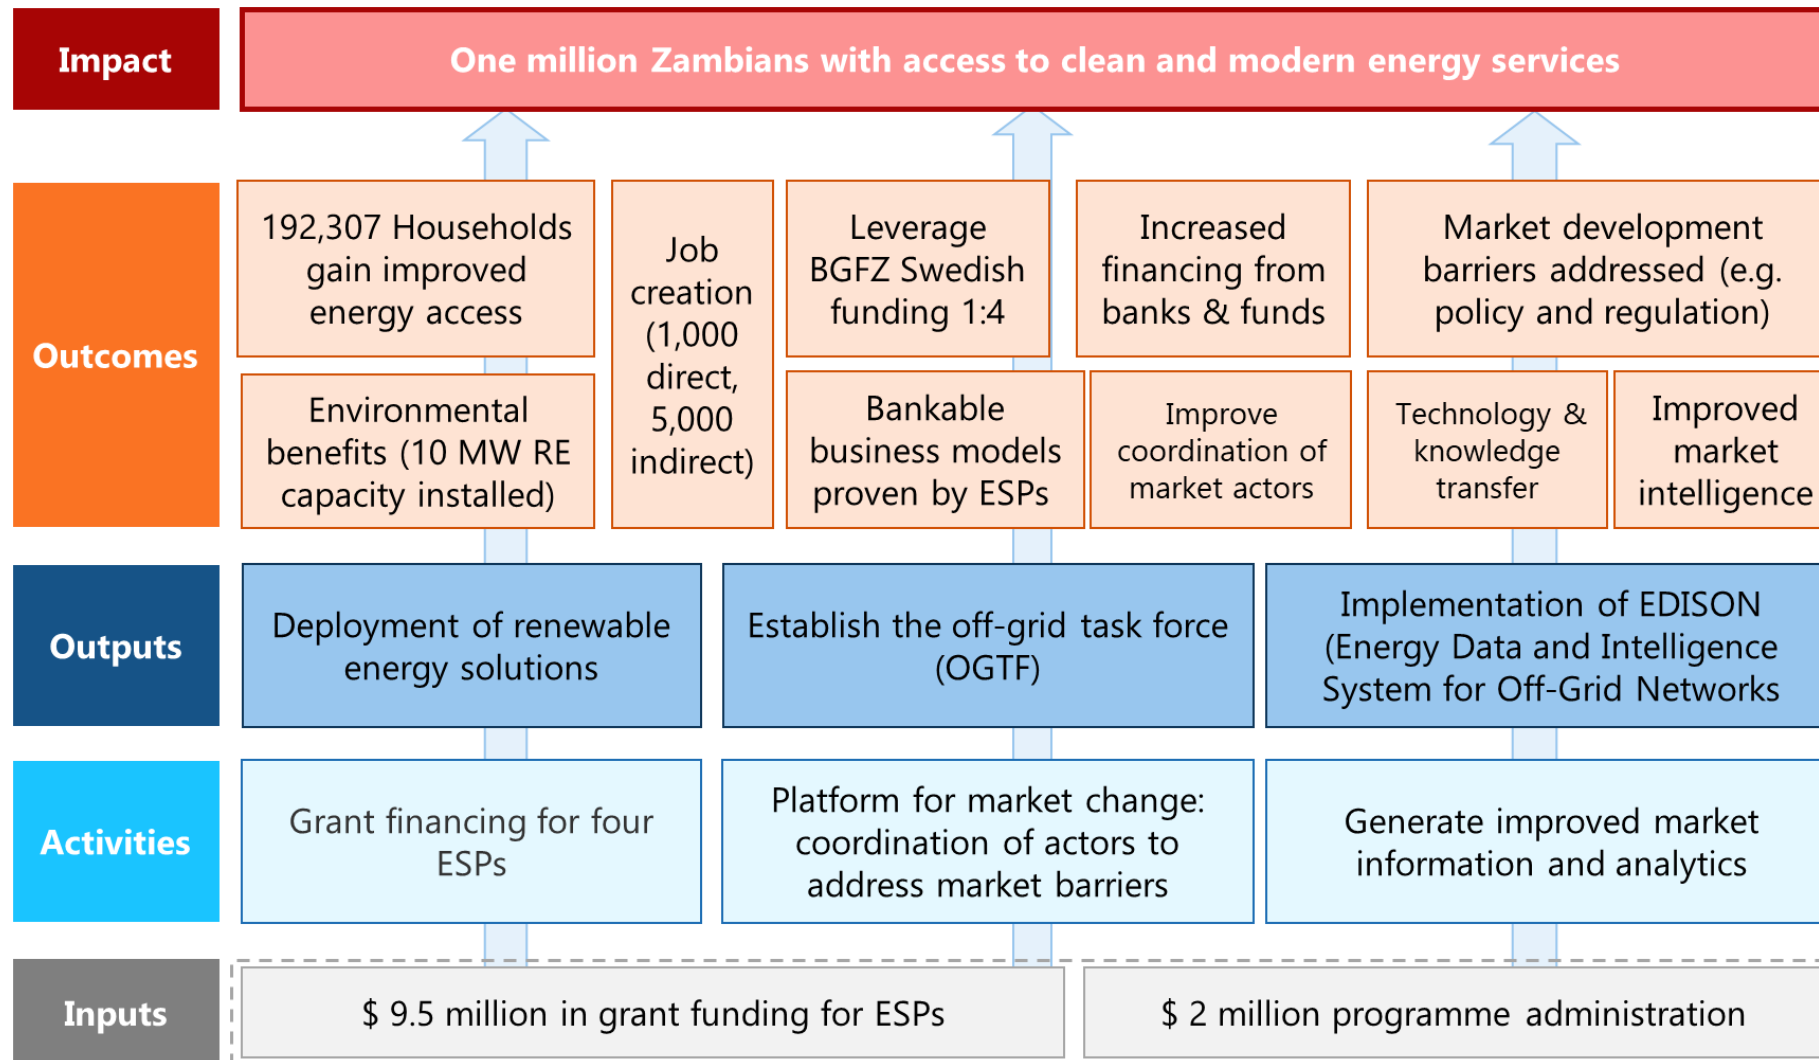 Impact
One million Zambians with access to clean and modern energy services
Outcomes
192,307 Households
gain improved
energy access
Environmental
benefits (10 MW RE
capacity installed)
Job
creation
(1,000
direct,
5,000
indirect)
Leverage
BGFZ Swedish
funding 1:4
Bankable
business models
proven by ESPs
Increased
financing from
banks & funds
Improve
coordination of
market actors
Market development
barriers addressed (e.g.
policy and regulation)
Technology &
knowledge
transfer
Improved
market
intelligence
Outputs
Deployment of renewable
energy solutions
Establish the off-grid task force
(OGTF)
Implementation of EDISON
(Energy Data and Intelligence
System for Off-Grid Networks
Activities
Grant financing for four
ESPs
Platform for market change:
coordination of actors to
address market barriers
Generate improved market
information and analytics
Inputs
$ 9.5 million in grant funding for ESPs
$ 2 million programme administration